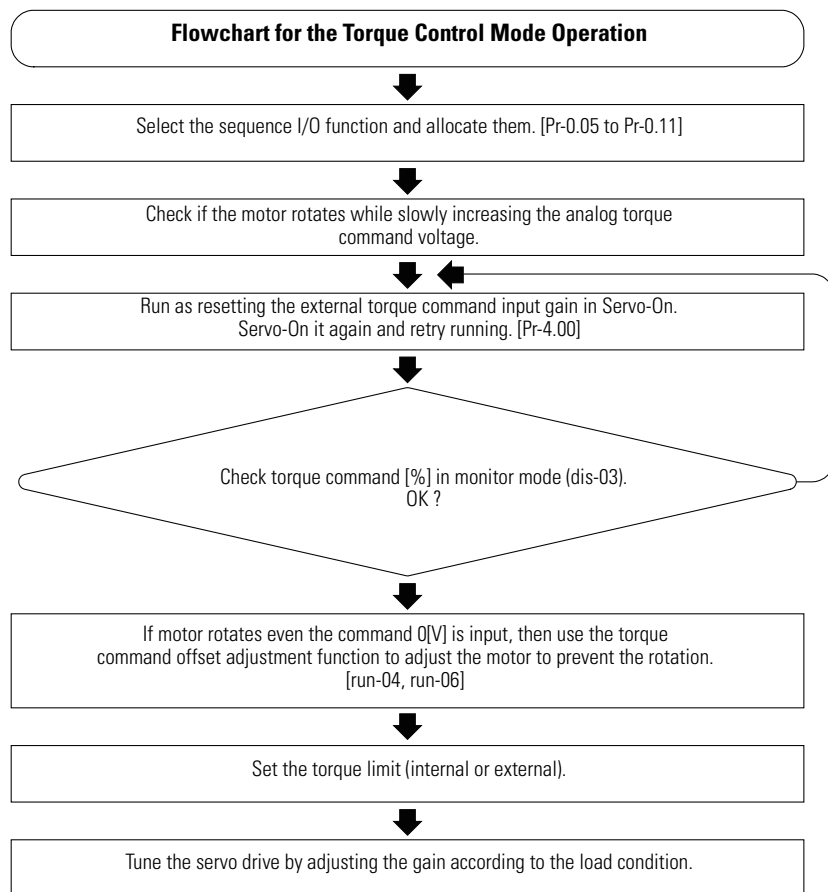 Flowchart for the Torque Control Mode Operation
Select the sequence I/O function and allocate them. [Pr-0.05 to Pr-0.11]
Check if the motor rotates while slowly increasing the analog torque
command voltage.
Run as resetting the external torque command input gain in Servo-On.
Servo-On it again and retry running. [Pr-4.00]
Check torque command [%] in monitor mode (dis-03).
OK ?
If motor rotates even the command 0[V] is input, then use the torque
command offset adjustment function to adjust the motor to prevent the rotation.
[run-04, run-06]
Set the torque limit (internal or external).
Tune the servo drive by adjusting the gain according to the load condition.